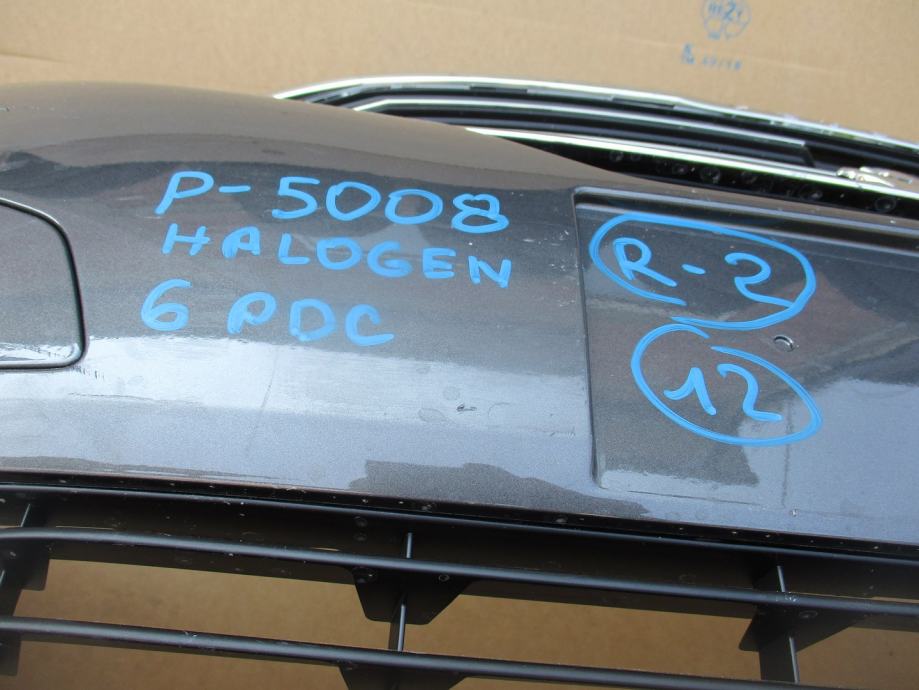 P-5008
HALOGEN
6 PDC
R-2
12